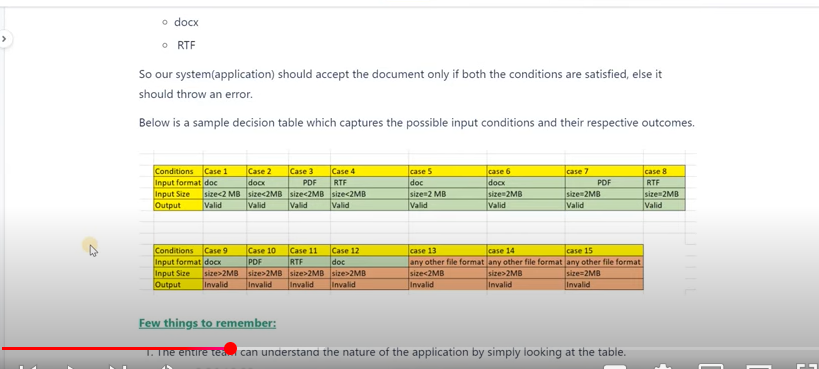 docx
RTF
So our system(application) should accept the document only if both the conditions are satisfied, else it
should throw an error.
Below is a sample decision table which captures the possible input conditions and their respective outcomes.
Conditions Case 1 Case 2 Case 3 Case 4 case 5 case 6 case 7 case 8
Input format doc docx PDF RTF doc docx PDF RTF
Input Size size<2 MB size<2MB size<2MB size<2MB size=2 MB size=2MB size=2MB size=2MB
Output Valid Valid Valid Valid Valid Valid Valid Valid
Conditions Case 9 Case 10 Case 11 Case 12 case 13 case 14 case 15
Input format docx PDF RTF doc any other file format any other file format any other file format
Input Size size>2MB size>2MB size>2MB size>2MB size<2MB size>2MB size=2MB
Output Invalid Invalid Invalid Invalid Invalid Invalid Invalid
Few things to remember:
1. The entire team can understand the nature of the application by simply looking at the table.